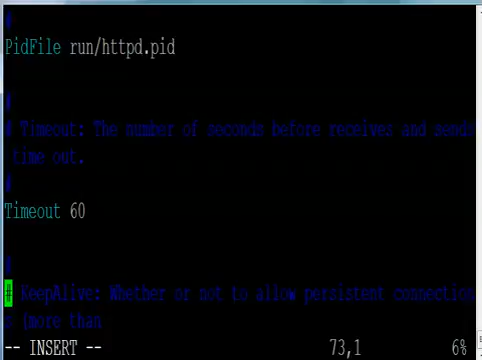 #
PidFile run/httpd.pid
#
# Timeout: The number of seconds before receives and sends
time out.
#
Timeout 60
#
# KeepAlive: Whether or not to allow persistent connection
s (more than
-- INSERT -- 73,1 6%